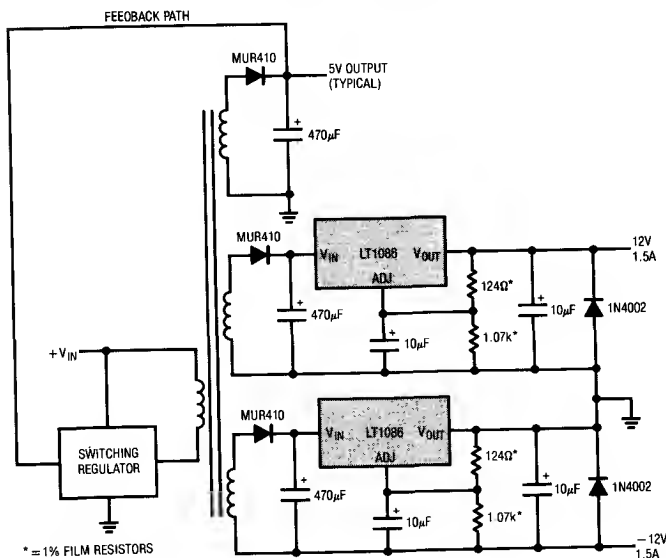 FEEOBACK PATH
MUR410
5V OUTPUT
(TYPICAL)
+
470μF
MUR410
VIN
LT1086
VOUT
ADJ
12V
1.5A
+
470μF
+
10μF
124Ω*
1.07k*
+
10μF
1N4002
+VIN
SWITCHING
REGULATOR
MUR410
VIN
LT1086
VOUT
ADJ
+
470μF
+
10μF
124Ω*
1.07k*
+
10μF
1N4002
−12V
1.5A
* = 1% FILM RESISTORS